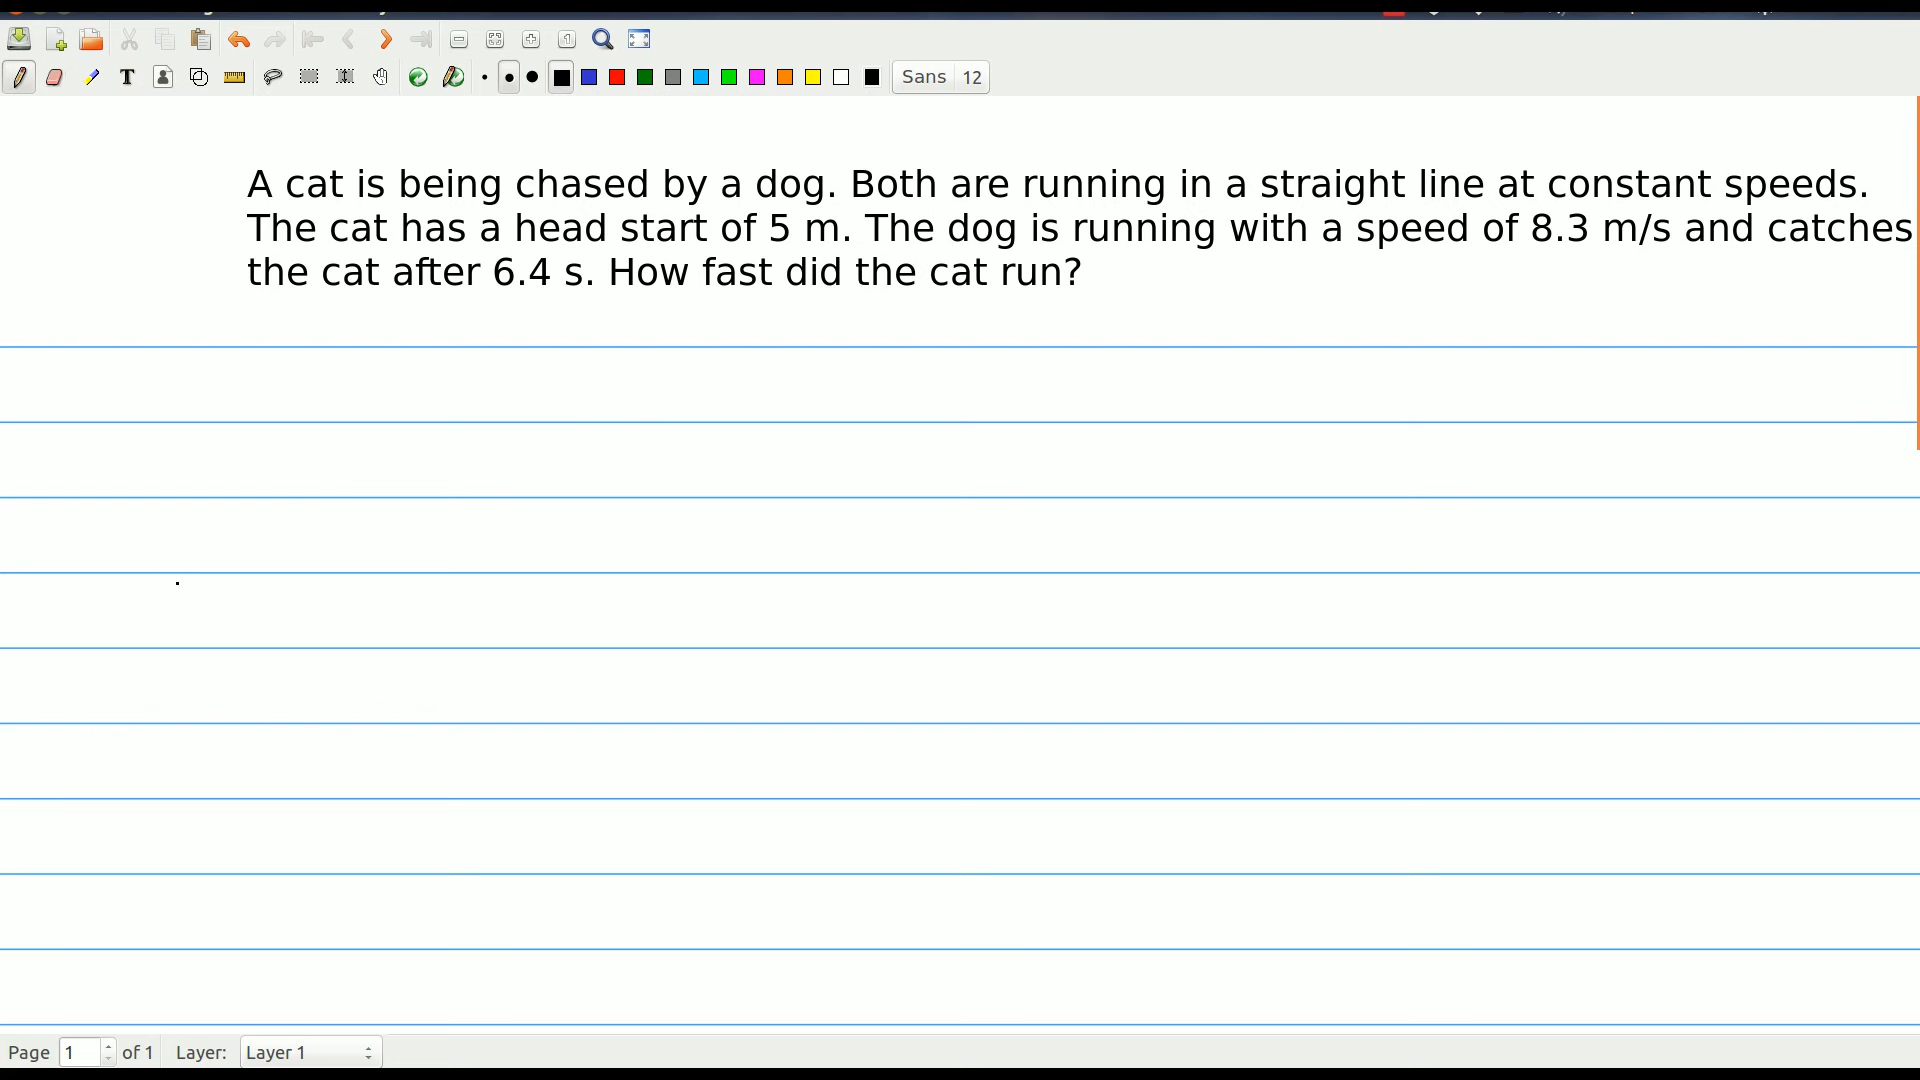 T
Sans 12
A cat is being chased by a dog. Both are running in a straight line at constant speeds.
The cat has a head start of 5 m. The dog is running with a speed of 8.3 m/s and catches
the cat after 6.4 s. How fast did the cat run?
Page 1 of 1 Layer: Layer 1